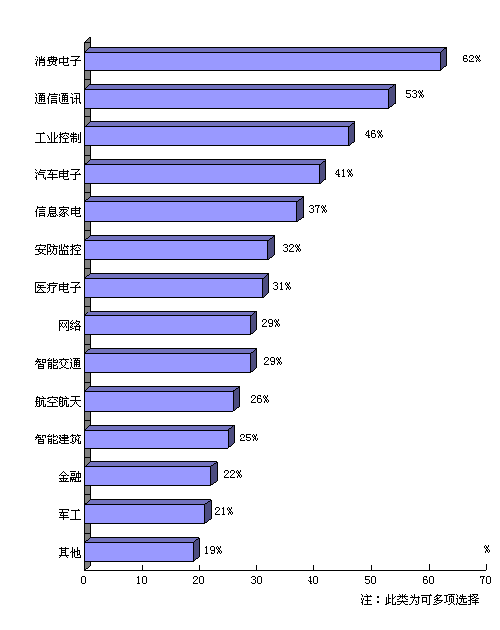 消费电子 62%
通信通讯 53%
工业控制 46%
汽车电子 41%
信息家电 37%
安防监控 32%
医疗电子 31%
网络 29%
智能交通 29%
航空航天 26%
智能建筑 25%
金融 22%
军工 21%
其他 19%
%
0 10 20 30 40 50 60 70
注：此类为可多项选择